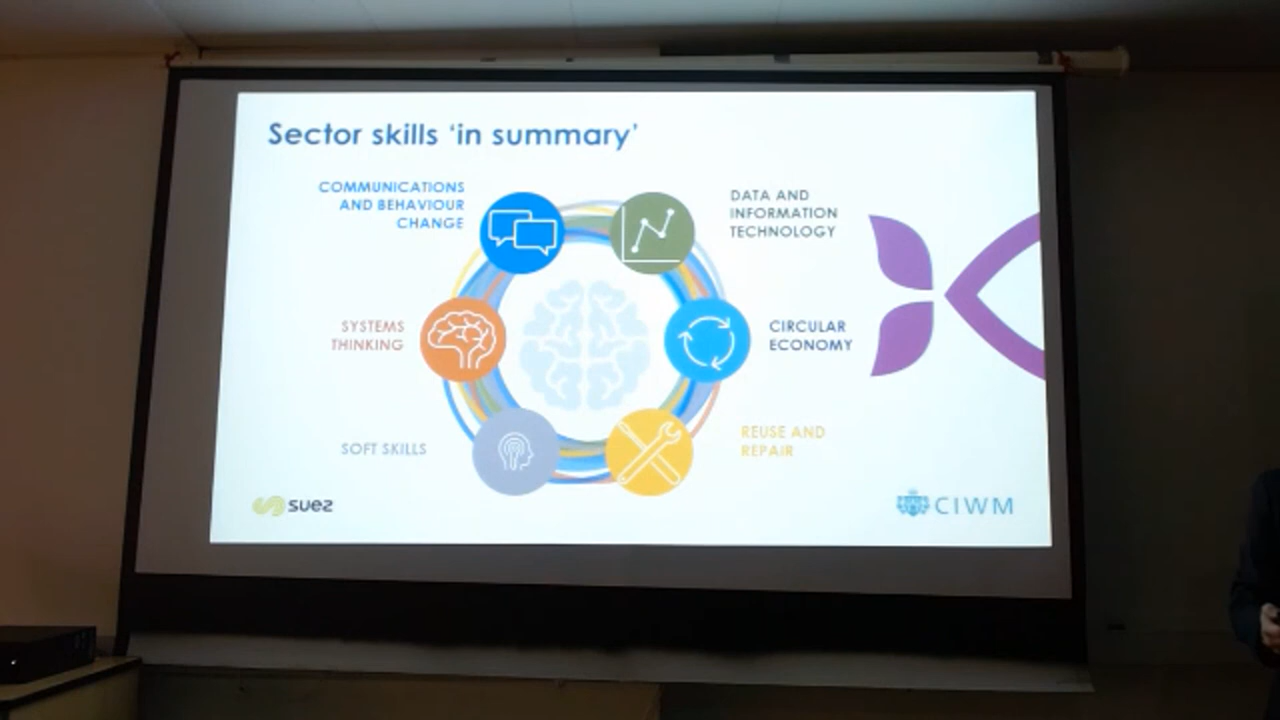 Sector skills ‘in summary’
COMMUNICATIONS
AND BEHAVIOUR
CHANGE
DATA AND
INFORMATION
TECHNOLOGY
SYSTEMS
THINKING
CIRCULAR
ECONOMY
SOFT SKILLS
REUSE AND
REPAIR
suez
CIWM